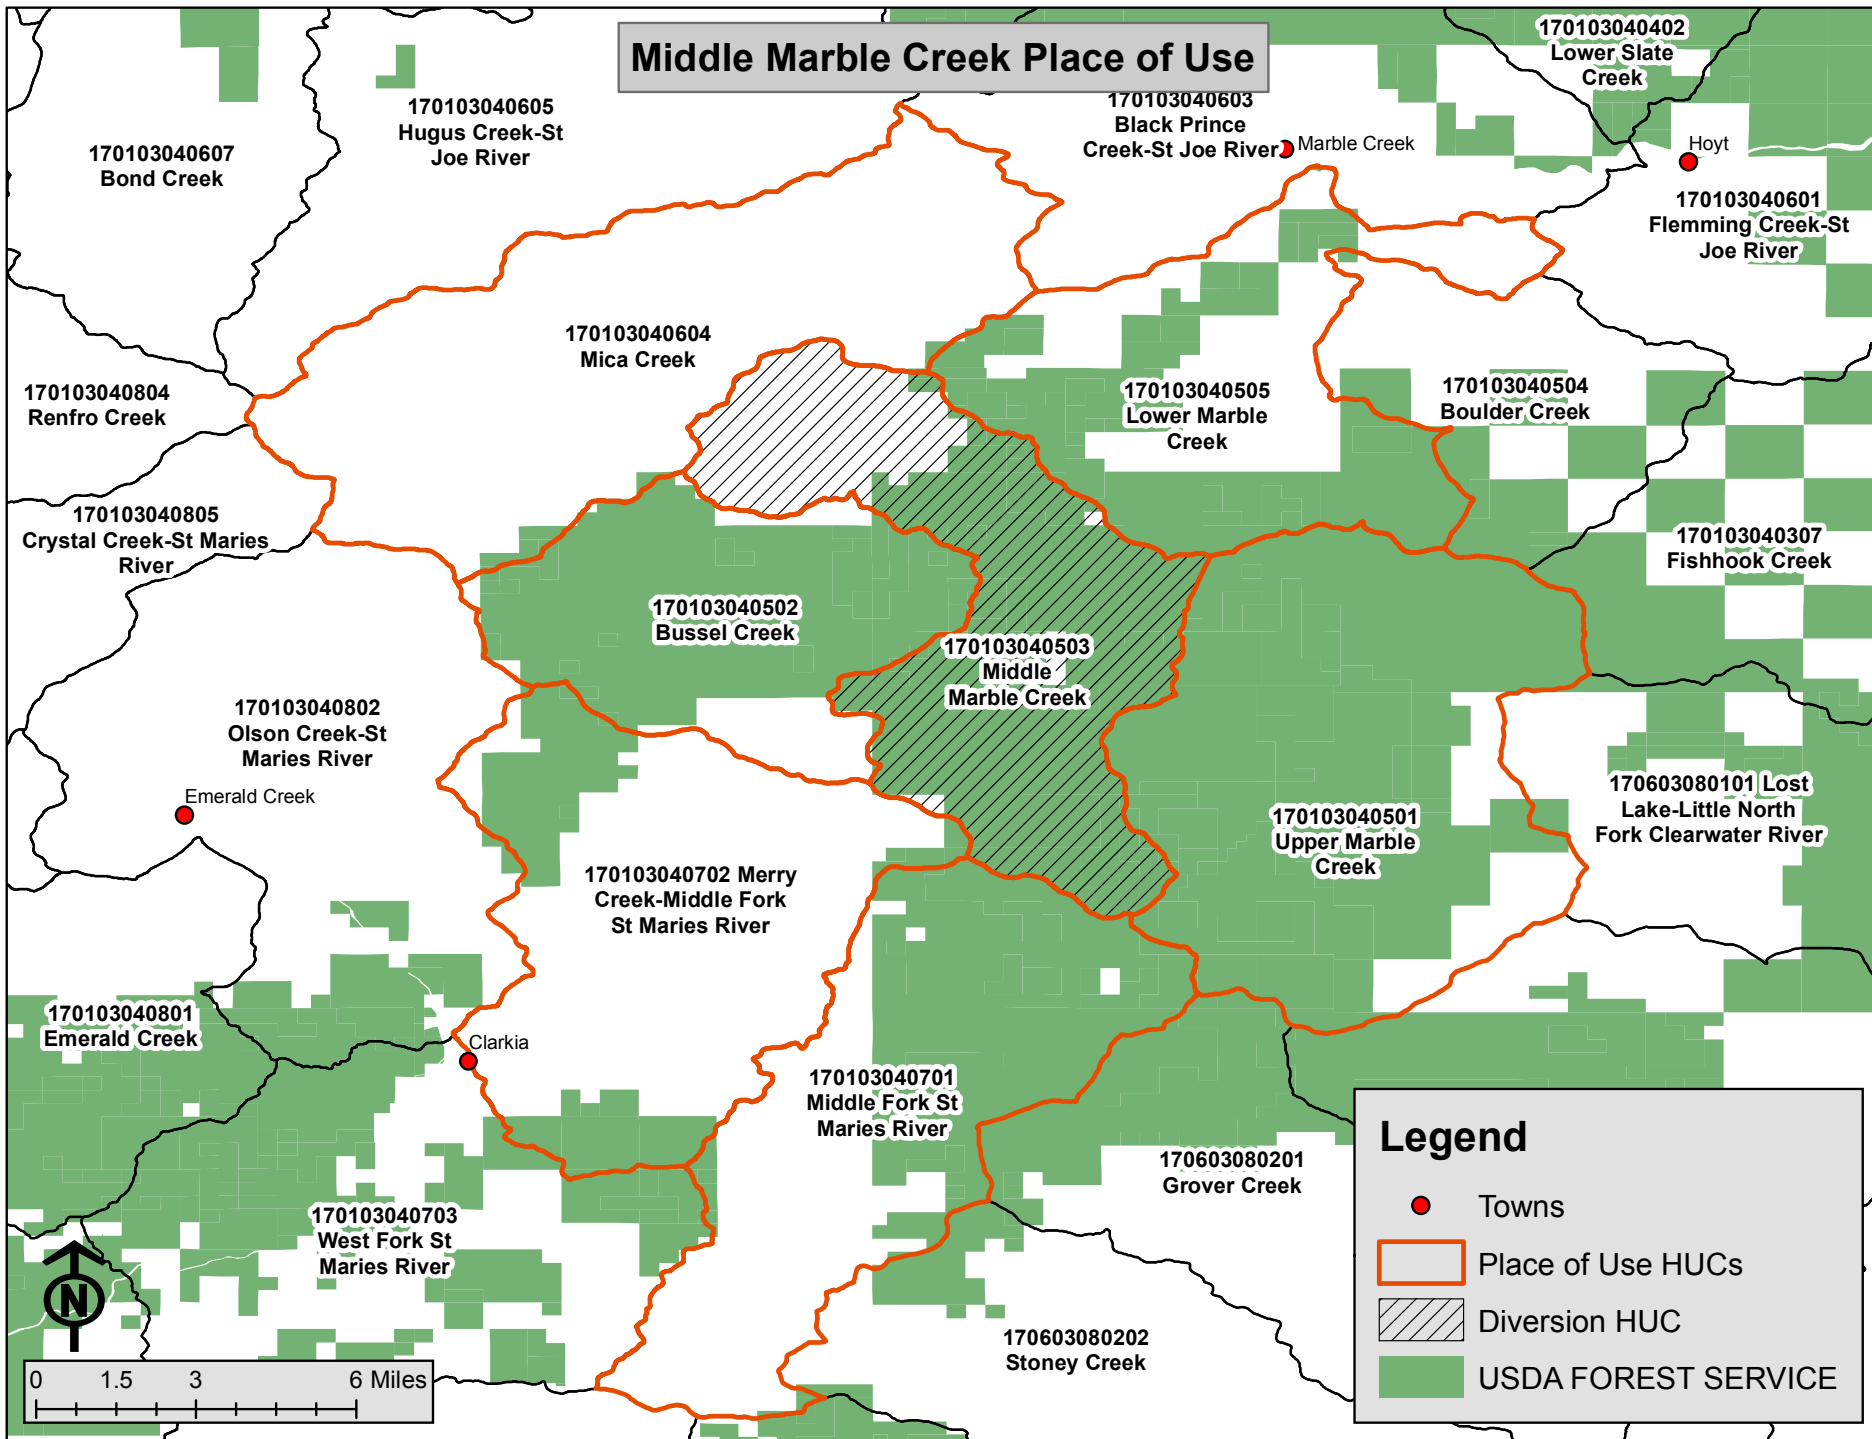 Middle Marble Creek Place of Use
170103040402
Lower Slate
Creek
170103040605
Hugus Creek-St
Joe River
170103040603
Black Prince
Creek-St Joe River
Marble Creek
Hoyt
170103040607
Bond Creek
170103040601
Flemming Creek-St
Joe River
170103040604
Mica Creek
170103040804
Renfro Creek
170103040505
Lower Marble
Creek
170103040504
Boulder Creek
170103040805
Crystal Creek-St Maries
River
170103040307
Fishhook Creek
170103040502
Bussel Creek
170103040503
Middle
Marble Creek
170103040802
Olson Creek-St
Maries River
Emerald Creek
170603080101 Lost
Lake-Little North
Fork Clearwater River
170103040501
Upper Marble
Creek
170103040702 Merry
Creek-Middle Fork
St Maries River
170103040801
Emerald Creek
Clarkia
170103040701
Middle Fork St
Maries River
170603080201
Grover Creek
170103040703
West Fork St
Maries River
170603080202
Stoney Creek
N
0 1.5 3 6 Miles
Legend
Towns
Place of Use HUCs
Diversion HUC
USDA FOREST SERVICE